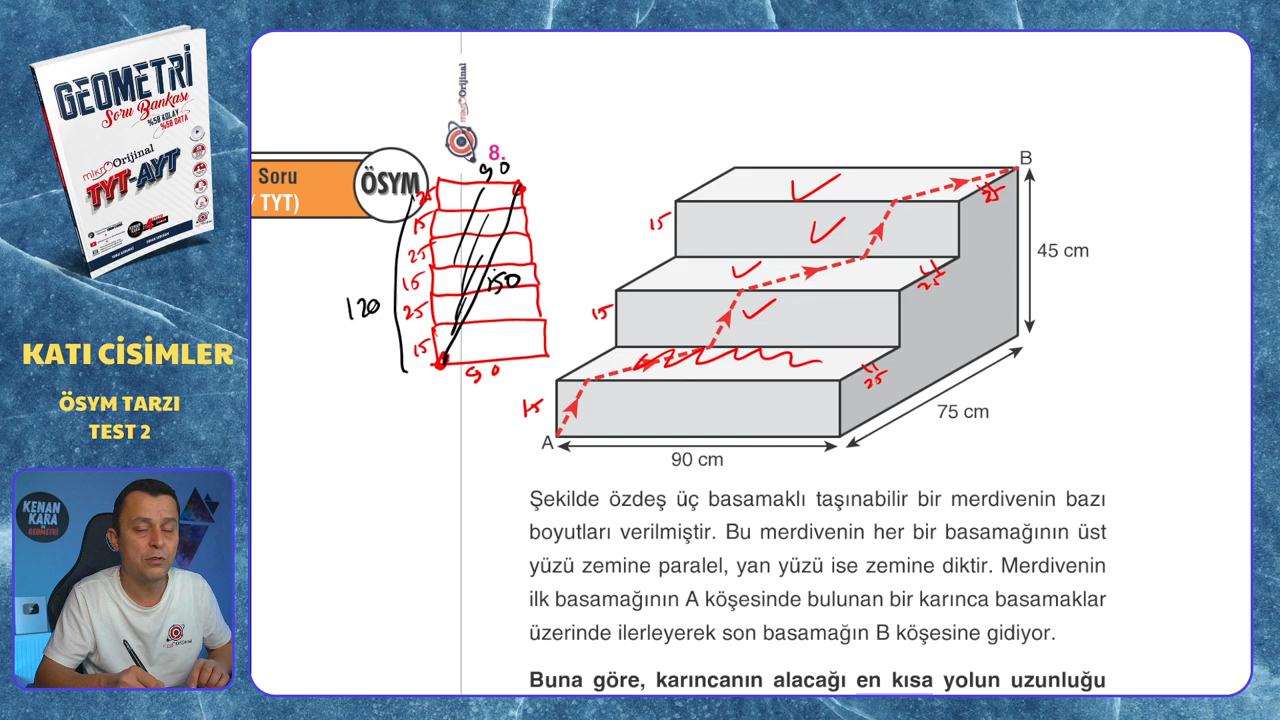 GEOMETRİ
Soru Bankası
%50 KOLAY
%50 ORTA
mikro Orijinal
TYT-AYT
Soru
/ TYT)
ÖSYM
mikro Orijinal
8.
90
25
15
25
15
25
15
120
150
90
15
15
15
25
25
25
B
45 cm
75 cm
A
90 cm
KATI CİSİMLER
ÖSYM TARZI
TEST 2
KENAN
KARA
GEOMETRİ
Şekilde özdeş üç basamaklı taşınabilir bir merdivenin bazı
boyutları verilmiştir. Bu merdivenin her bir basamağının üst
yüzü zemine paralel, yan yüzü ise zemine diktir. Merdivenin
ilk basamağının A köşesinde bulunan bir karınca basamaklar
üzerinde ilerleyerek son basamağın B köşesine gidiyor.
Buna göre, karıncanın alacağı en kısa yolun uzunluğu